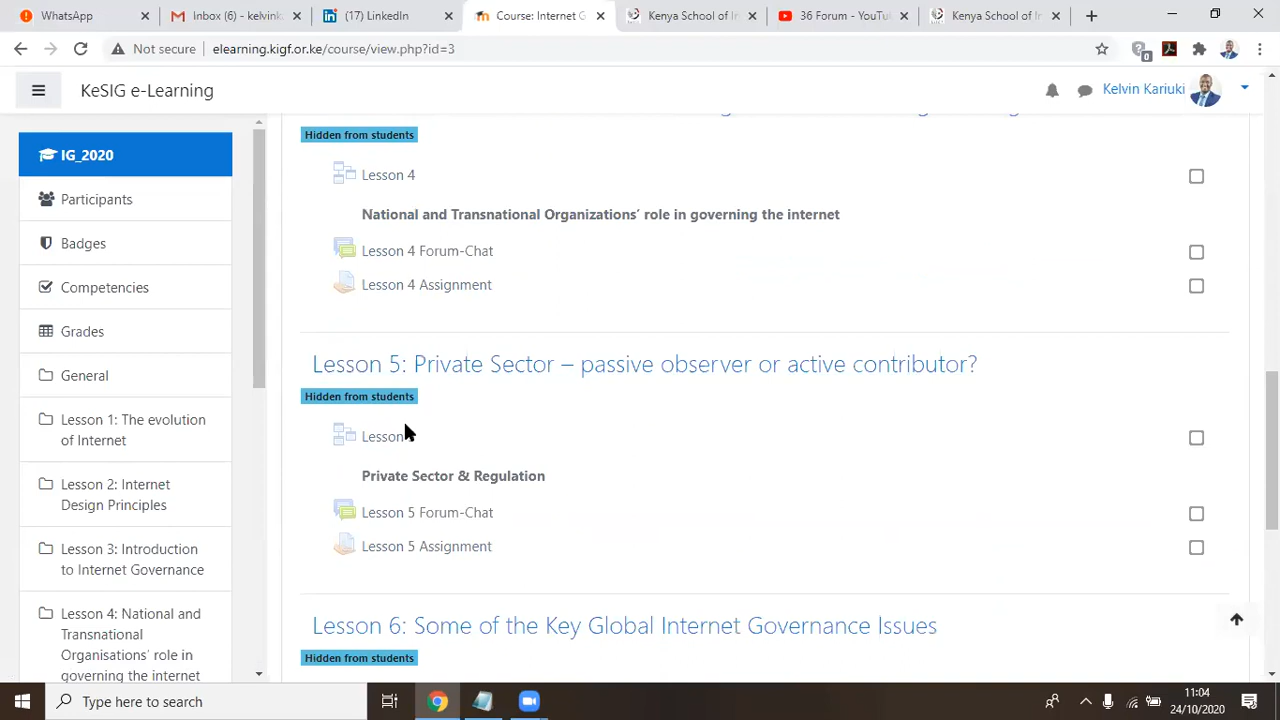 WhatsApp
Inbox (6) - kelvink
(17) LinkedIn
Course: Internet G
Kenya School of In
36 Forum - YouTu
Kenya School of In
Not secure
elearning.kigf.or.ke/course/view.php?id=3
0
KeSIG e-Learning
Kelvin Kariuki
IG_2020
Participants
Badges
Competencies
Grades
General
Lesson 1: The evolution
of Internet
Lesson 2: Internet
Design Principles
Lesson 3: Introduction
to Internet Governance
Lesson 4: National and
Transnational
Organisations' role in
governing the internet
Hidden from students
Lesson 4
National and Transnational Organizations' role in governing the internet
Lesson 4 Forum-Chat
Lesson 4 Assignment
Lesson 5: Private Sector – passive observer or active contributor?
Hidden from students
Lesson
Private Sector & Regulation
Lesson 5 Forum-Chat
Lesson 5 Assignment
Lesson 6: Some of the Key Global Internet Governance Issues
Hidden from students
Type here to search
11:04
24/10/2020